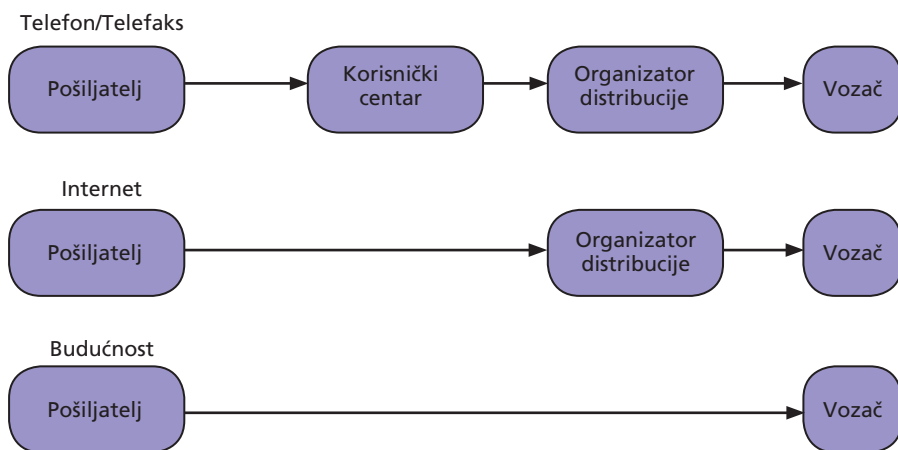 Telefon/Telefaks
Pošiljatelj
Korisnički
centar
Organizator
distribucije
Vozač
Internet
Pošiljatelj
Organizator
distribucije
Vozač
Budućnost
Pošiljatelj
Vozač